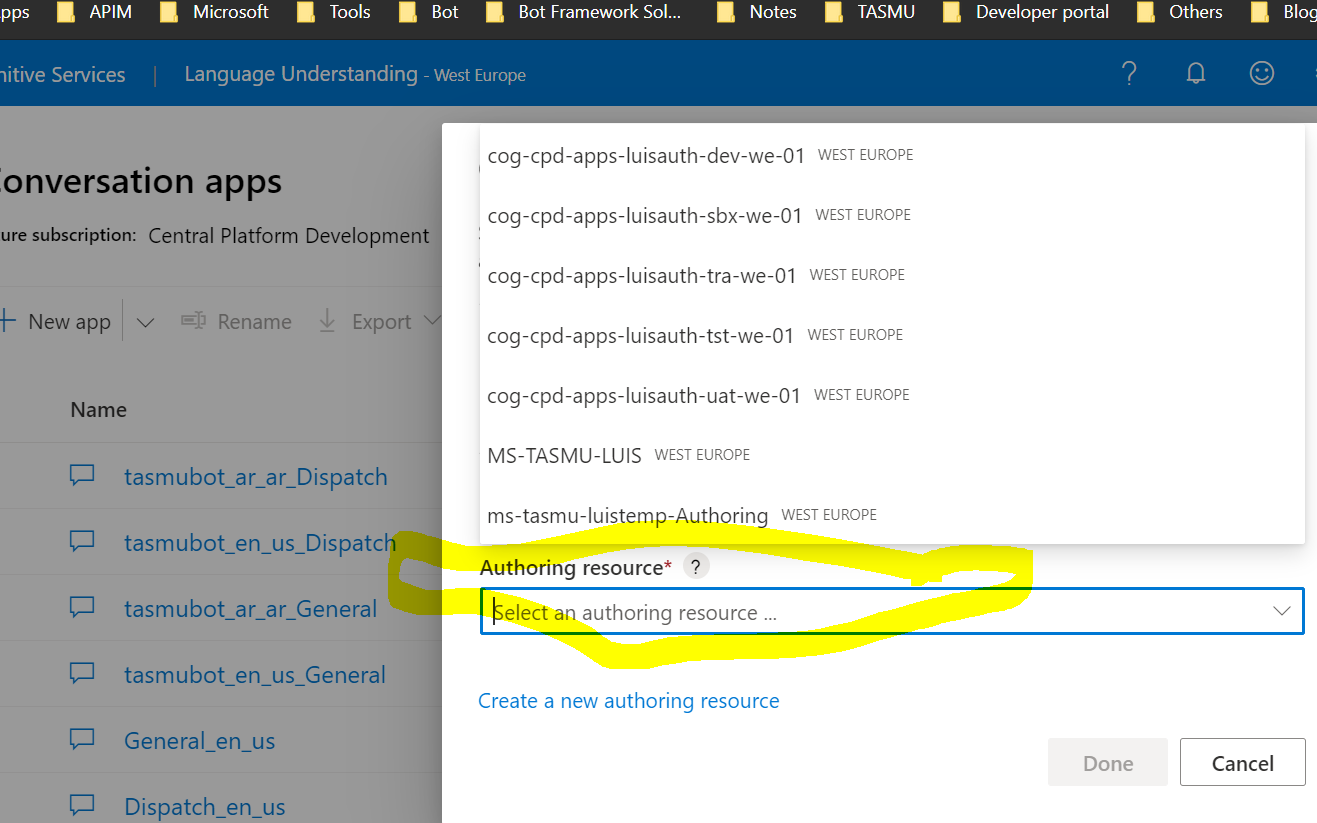 pps APIM Microsoft Tools Bot Bot Framework Sol... Notes TASMU Developer portal Others Blog
nitive Services | Language Understanding - West Europe
onversation apps
ure subscription: Central Platform Development
New app Rename Export
Name
tasmubot_ar_ar_Dispatch
tasmubot_en_us_Dispatch
tasmubot_ar_ar_General
tasmubot_en_us_General
General_en_us
Dispatch_en_us
cog-cpd-apps-luisauth-dev-we-01 WEST EUROPE
cog-cpd-apps-luisauth-sbx-we-01 WEST EUROPE
cog-cpd-apps-luisauth-tra-we-01 WEST EUROPE
cog-cpd-apps-luisauth-tst-we-01 WEST EUROPE
cog-cpd-apps-luisauth-uat-we-01 WEST EUROPE
MS-TASMU-LUIS WEST EUROPE
ms-tasmu-luistemp-Authoring WEST EUROPE
Authoring resource* ?
Select an authoring resource ...
Create a new authoring resource
Done Cancel